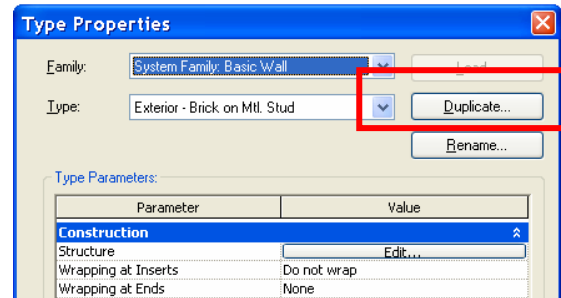 Type Properties
Family: System Family: Basic Wall Load...
Type: Exterior - Brick on Mtl. Stud Duplicate...
Rename...
Type Parameters:
Parameter Value
Construction
Structure Edit...
Wrapping at Inserts Do not wrap
Wrapping at Ends None